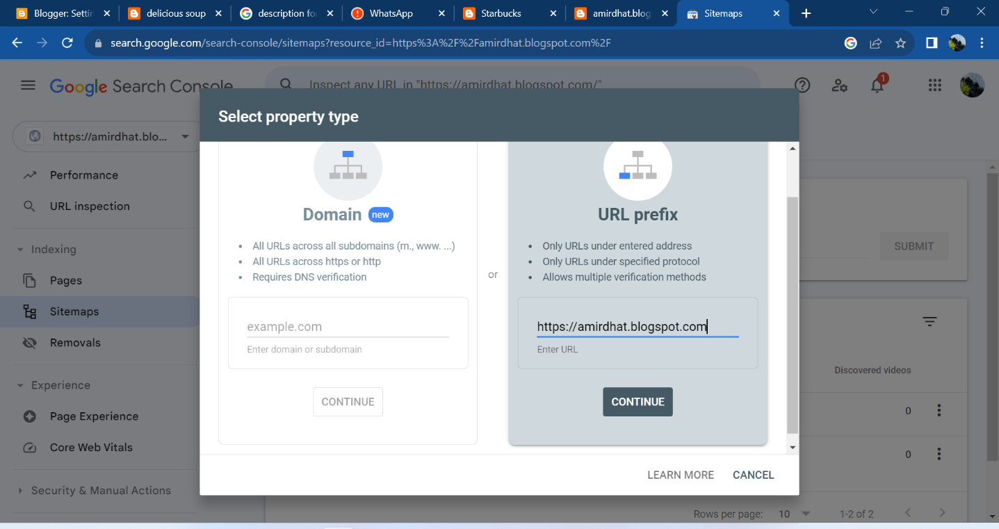 Blogger: Settin
delicious soup
description fo
WhatsApp
Starbucks
amirdhat.blog
Sitemaps
search.google.com/search-console/sitemaps?resource_id=https%3A%2F%2Famirdhat.blogspot.com%2F
Google Search Console
Inspect any URL in "https://amirdhat.blogspot.com/"
1
Select property type
https://amirdhat.blo...
Performance
URL inspection
Indexing
Pages
Sitemaps
Removals
Experience
Page Experience
Core Web Vitals
Security & Manual Actions
Domain new
All URLs across all subdomains (m., www. ...)
All URLs across https or http
Requires DNS verification
example.com
Enter domain or subdomain
CONTINUE
or
URL prefix
Only URLs under entered address
Only URLs under specified protocol
Allows multiple verification methods
https://amirdhat.blogspot.com
Enter URL
CONTINUE
LEARN MORE CANCEL
SUBMIT
Discovered videos
0
0
Rows per page: 10 1-2 of 2